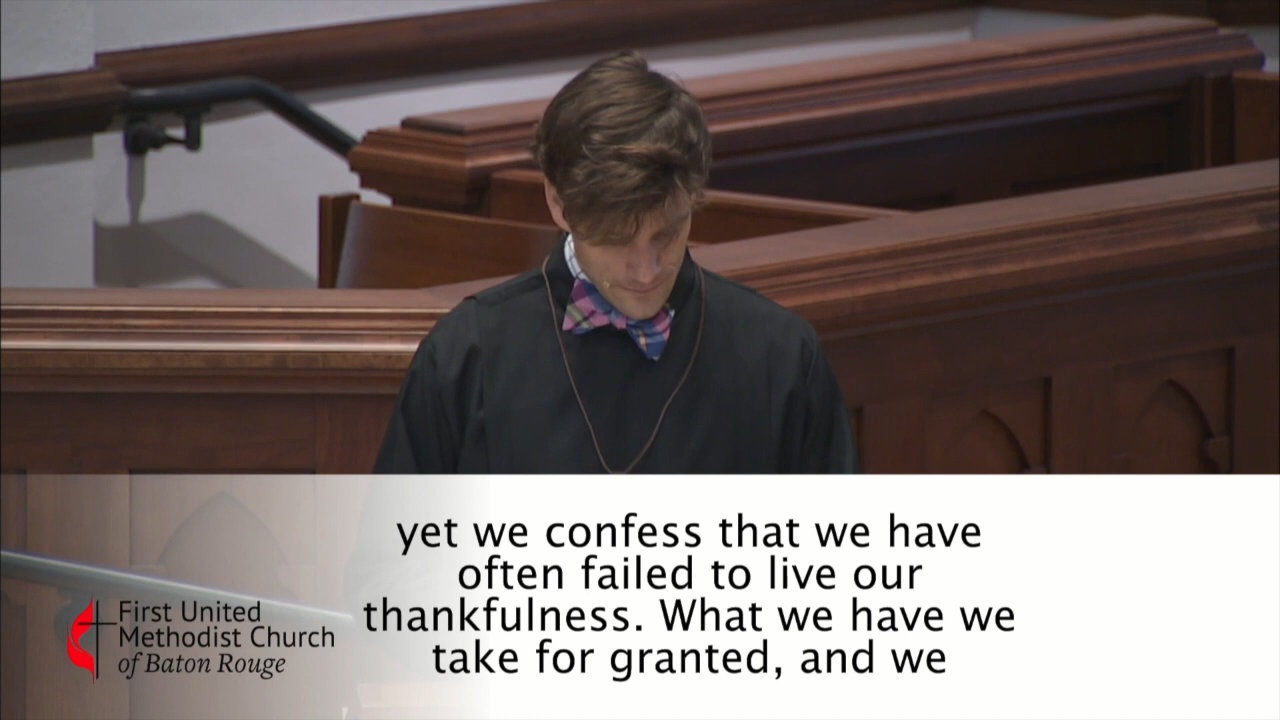 yet we confess that we have
often failed to live our
thankfulness. What we have we
take for granted, and we
First United
Methodist Church
of Baton Rouge